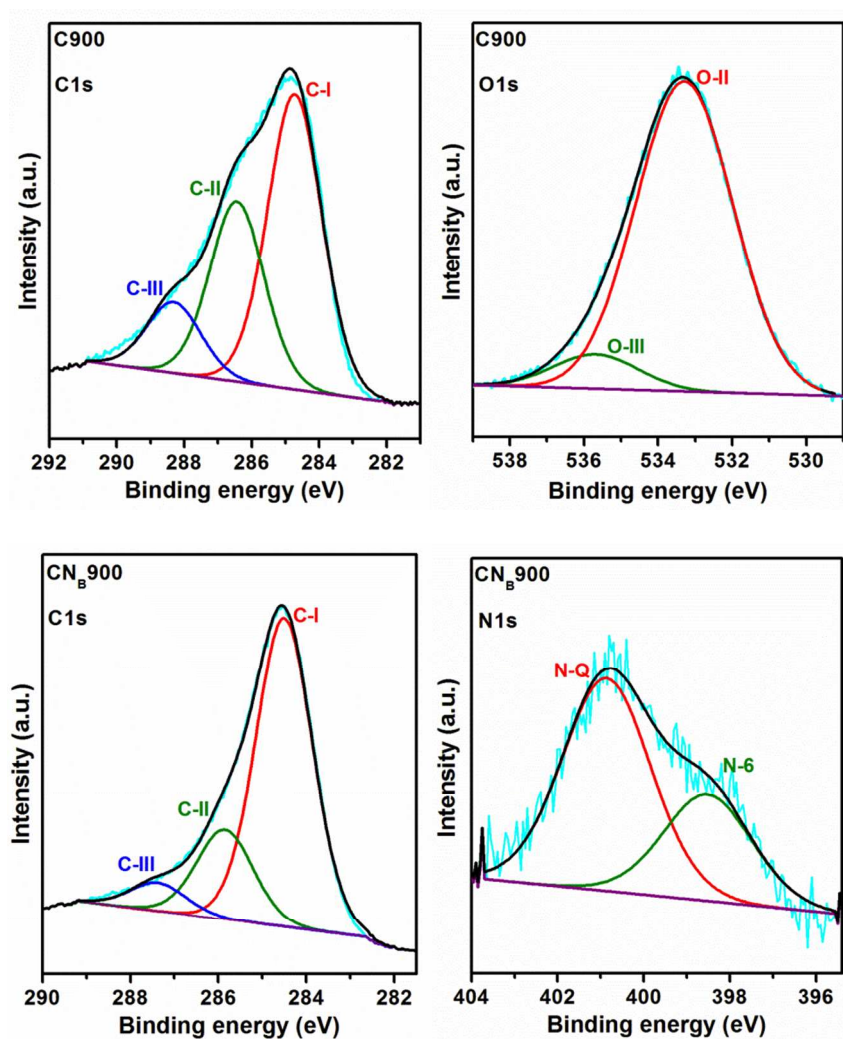 C900
C1s
C-I
C-II
C-III
Intensity (a.u.)
292 290 288 286 284 282
Binding energy (eV)
C900
O1s
O-II
O-III
Intensity (a.u.)
538 536 534 532 530
Binding energy (eV)
CN_B900
C1s
C-I
C-II
C-III
Intensity (a.u.)
290 288 286 284 282
Binding energy (eV)
CN_B900
N1s
N-Q
N-6
Intensity (a.u.)
404 402 400 398 396
Binding energy (eV)